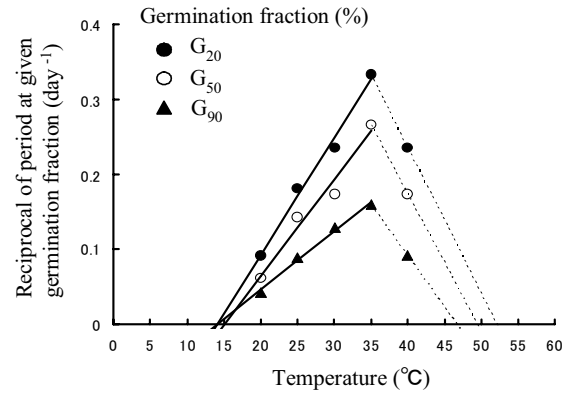 Germination fraction (%)
G20
G50
G90
Reciprocal of period at given
germination fraction (day -1)
0.4
0.3
0.2
0.1
0
0 5 10 15 20 25 30 35 40 45 50 55 60
Temperature (℃)